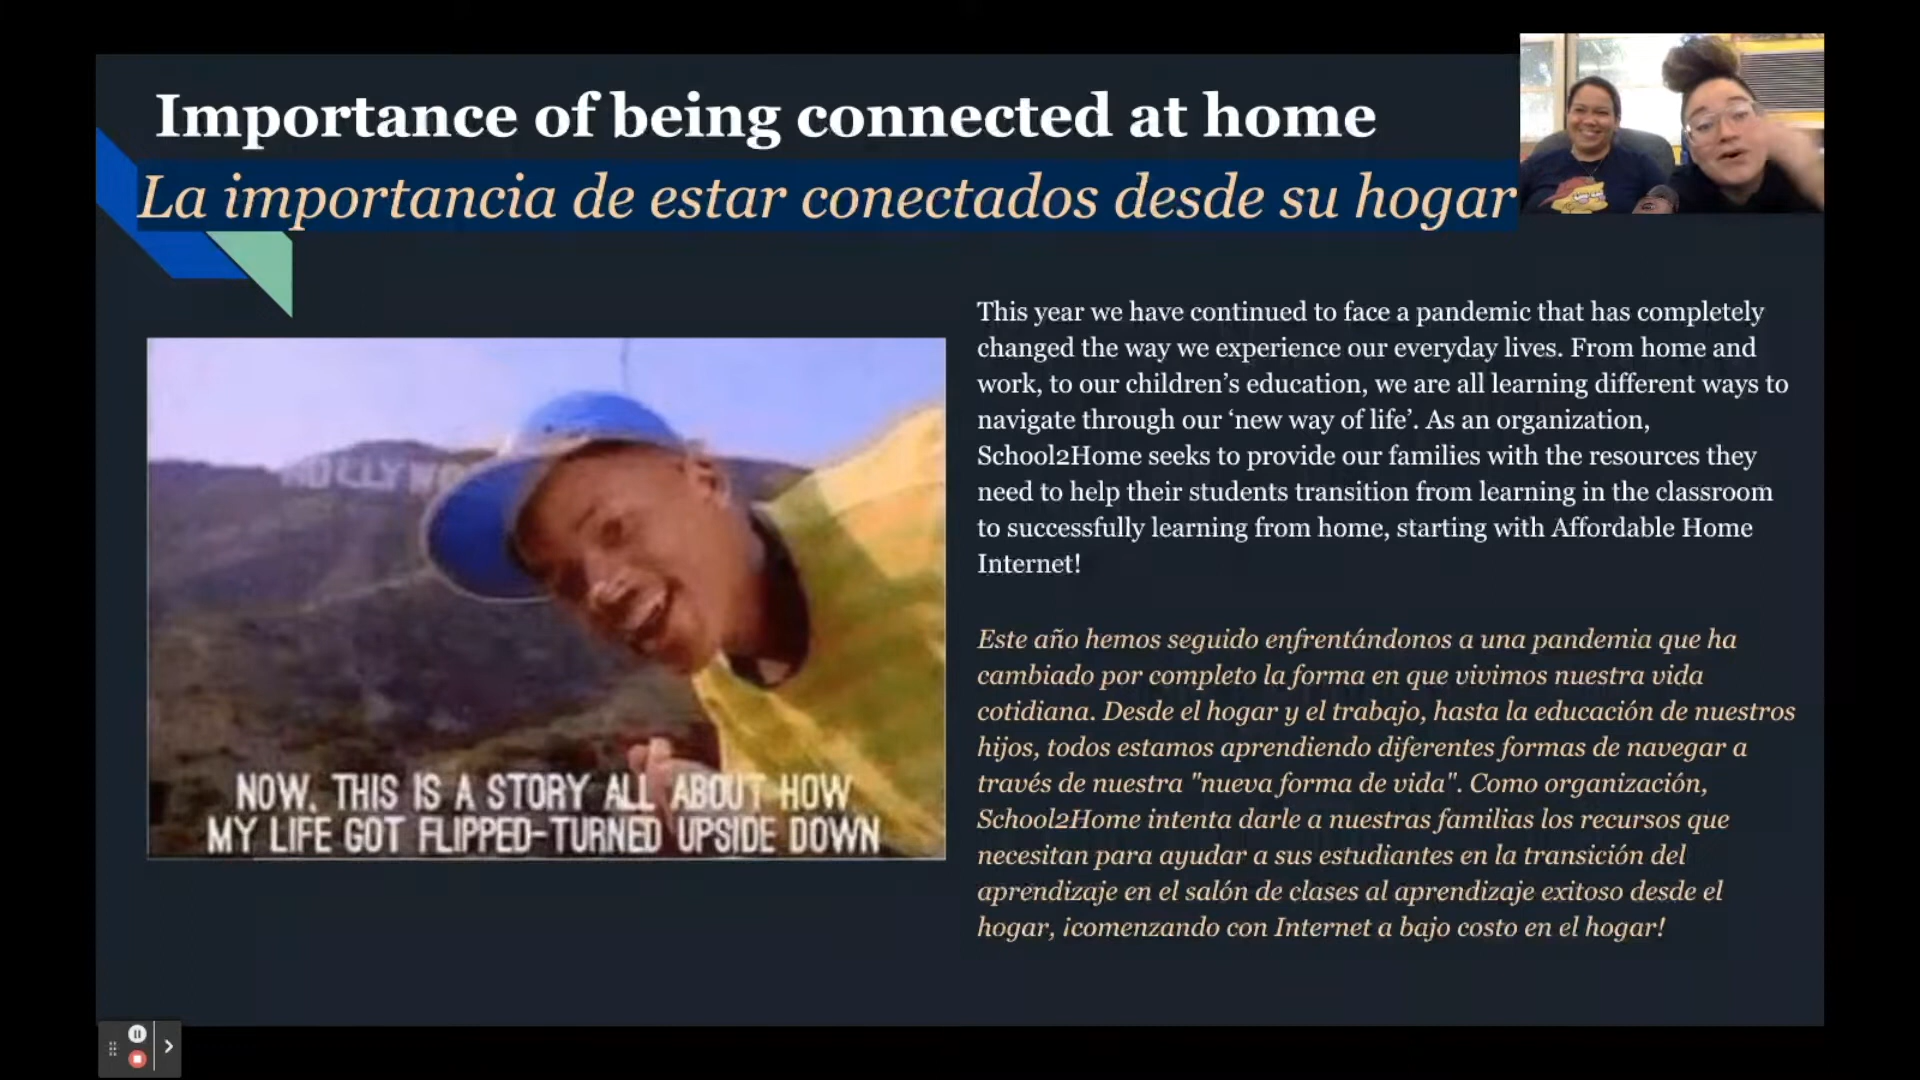 Importance of being connected at home
La importancia de estar conectados desde su hogar
HOLLYWO
NOW, THIS IS A STORY ALL ABOUT HOW
MY LIFE GOT FLIPPED-TURNED UPSIDE DOWN
This year we have continued to face a pandemic that has completely
changed the way we experience our everyday lives. From home and
work, to our children’s education, we are all learning different ways to
navigate through our ‘new way of life’. As an organization,
School2Home seeks to provide our families with the resources they
need to help their students transition from learning in the classroom
to successfully learning from home, starting with Affordable Home
Internet!
Este año hemos seguido enfrentándonos a una pandemia que ha
cambiado por completo la forma en que vivimos nuestra vida
cotidiana. Desde el hogar y el trabajo, hasta la educación de nuestros
hijos, todos estamos aprendiendo diferentes formas de navegar a
través de nuestra "nueva forma de vida". Como organización,
School2Home intenta darle a nuestras familias los recursos que
necesitan para ayudar a sus estudiantes en la transición del
aprendizaje en el salón de clases al aprendizaje exitoso desde el
hogar, ¡comenzando con Internet a bajo costo en el hogar!